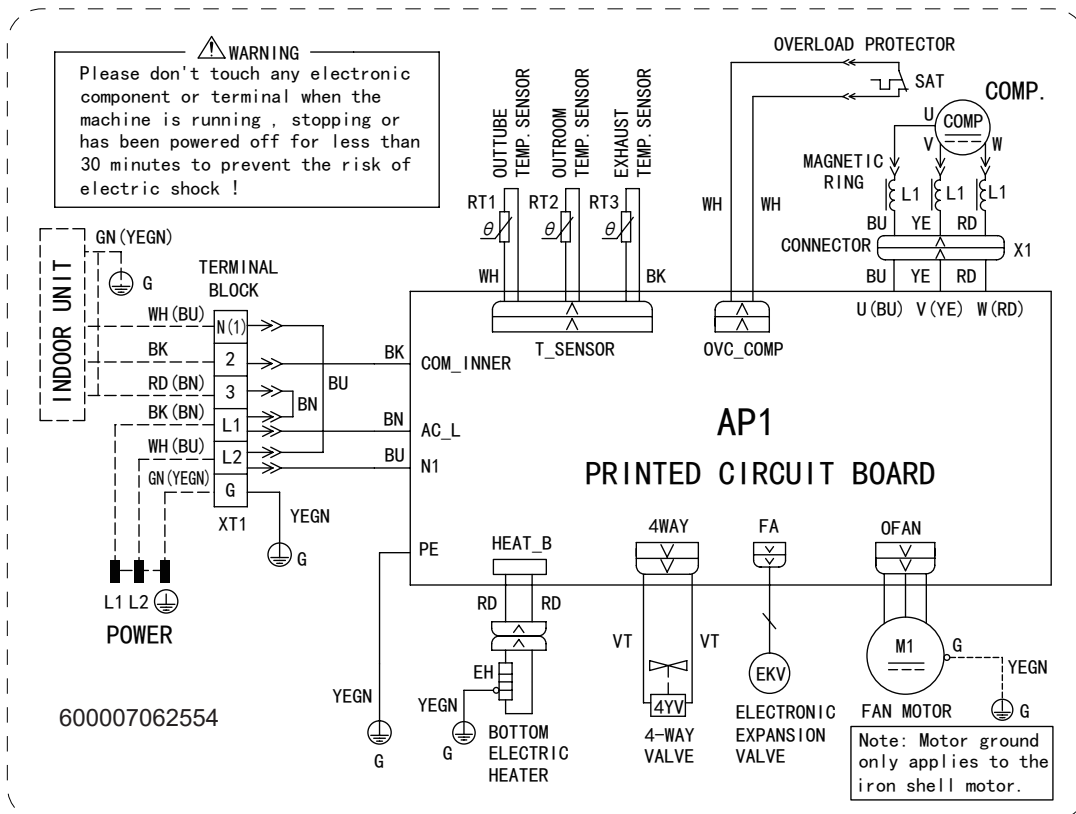 WARNING
Please don't touch any electronic
component or terminal when the
machine is running , stopping or
has been powered off for less than
30 minutes to prevent the risk of
electric shock !
OUTTUBE
TEMP. SENSOR
OUTROOM
TEMP. SENSOR
EXHAUST
TEMP. SENSOR
RT1
θ
RT2
θ
RT3
θ
WH
BK
T_SENSOR
OVERLOAD PROTECTOR
SAT
WH
WH
OVC_COMP
COMP.
COMP
U
V
W
MAGNETIC
RING
L1
L1
L1
BU
YE
RD
CONNECTOR
X1
BU
YE
RD
U(BU)
V(YE)
W(RD)
INDOOR UNIT
GN(YEGN)
G
TERMINAL
BLOCK
WH(BU)
N(1)
BK
2
BK
COM_INNER
BU
RD(BN)
3
BN
BK(BN)
L1
BN
AC_L
WH(BU)
L2
BU
N1
GN(YEGN)
G
XT1
YEGN
G
L1
L2
POWER
600007062554
AP1
PRINTED CIRCUIT BOARD
PE
YEGN
G
HEAT_B
RD
RD
EH
YEGN
G
BOTTOM
ELECTRIC
HEATER
4WAY
VT
VT
4YV
4-WAY
VALVE
FA
EKV
ELECTRONIC
EXPANSION
VALVE
OFAN
M1
G
YEGN
G
FAN MOTOR
Note: Motor ground
only applies to the
iron shell motor.